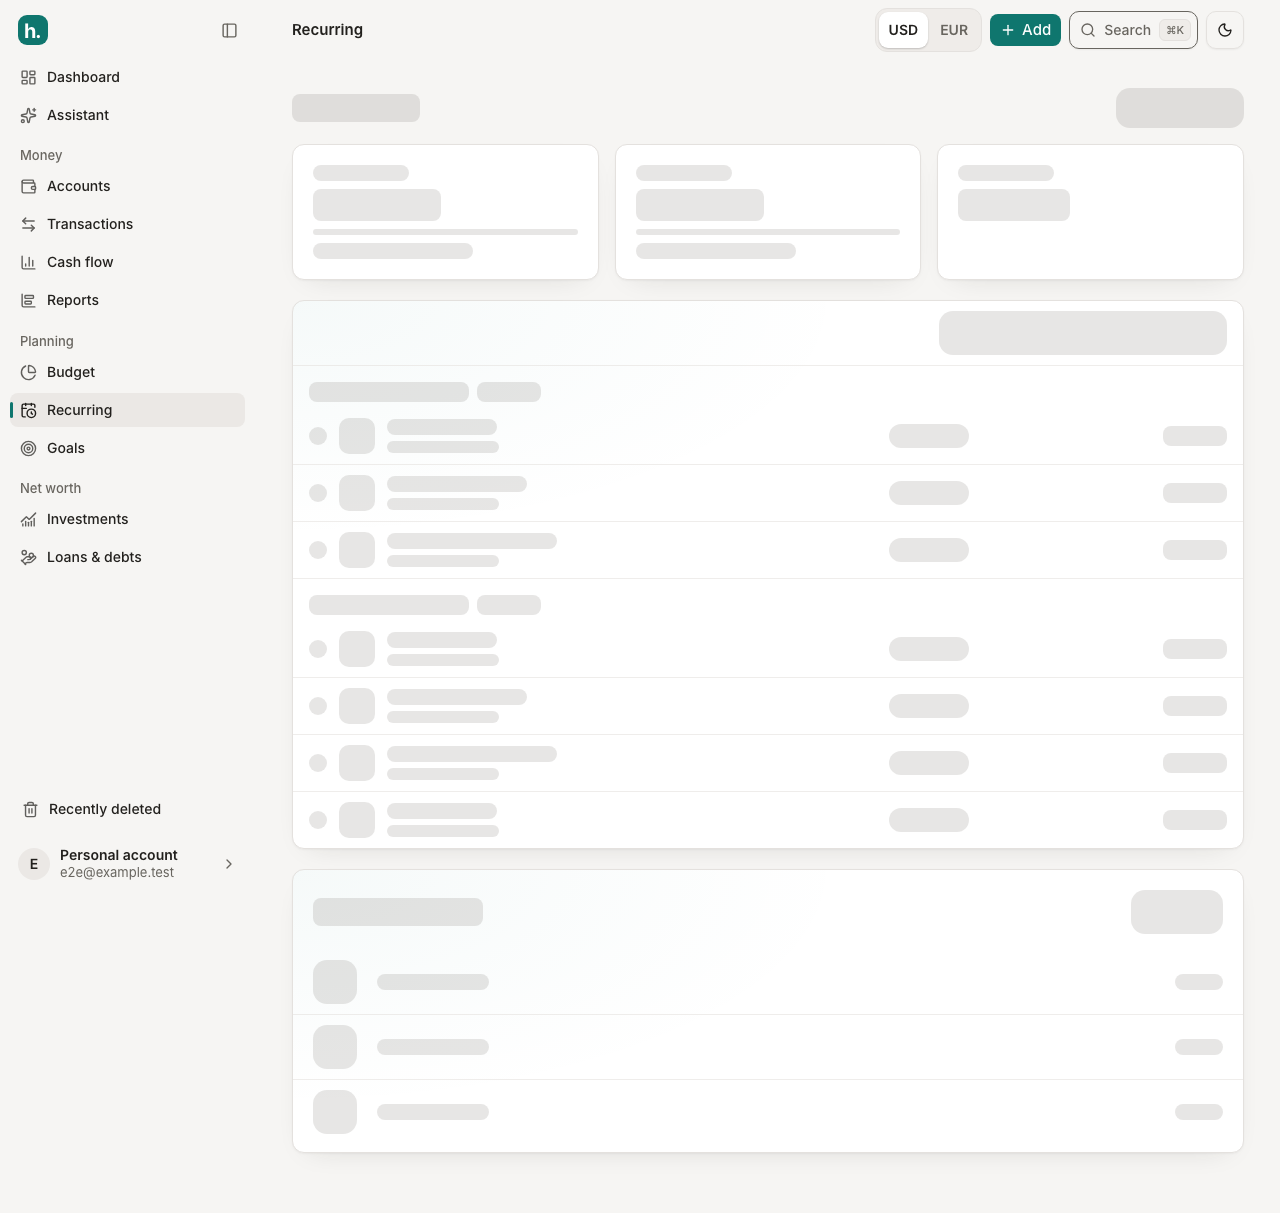 h.
Recurring
USD
EUR
Add
Search
⌘K
Dashboard
Assistant
Money
Accounts
Transactions
Cash flow
Reports
Planning
Budget
Recurring
Goals
Net worth
Investments
Loans & debts
Recently deleted
E
Personal account
e2e@example.test